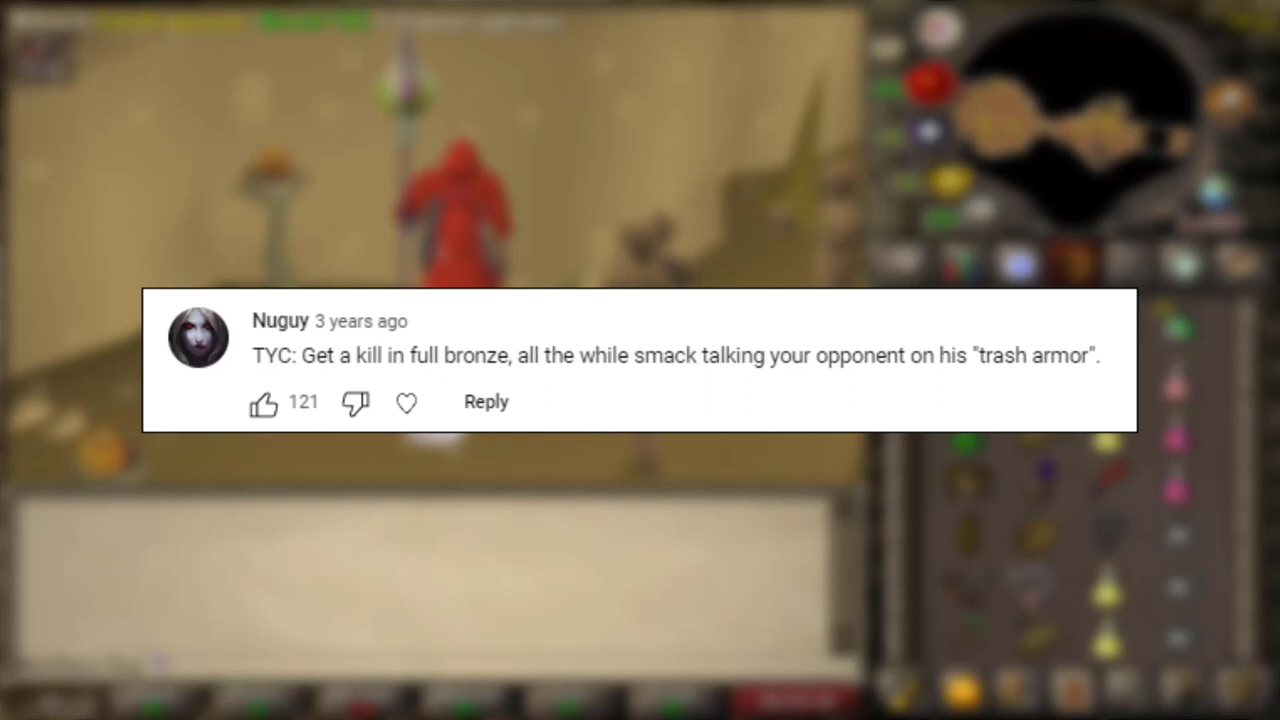 Nuguy 3 years ago
TYC: Get a kill in full bronze, all the while smack talking your opponent on his "trash armor".
121 Reply